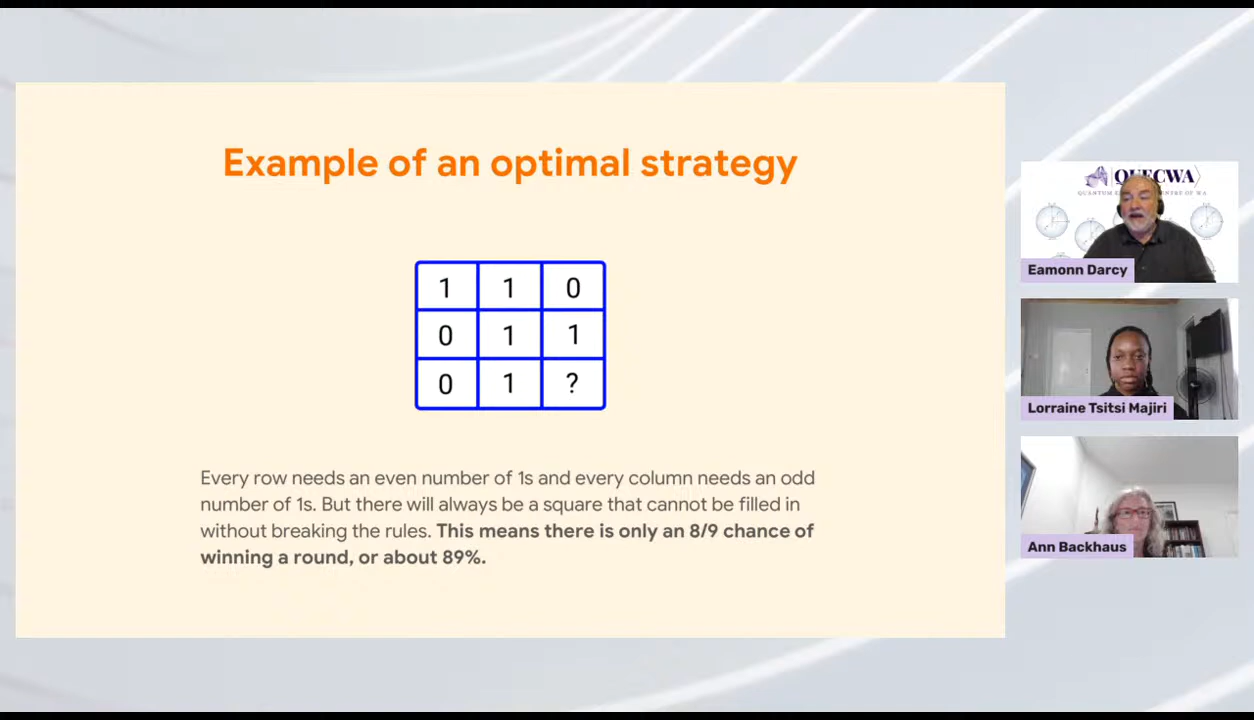 Example of an optimal strategy
1 1 0
0 1 1
0 1 ?
Every row needs an even number of 1s and every column needs an odd
number of 1s. But there will always be a square that cannot be filled in
without breaking the rules. This means there is only an 8/9 chance of
winning a round, or about 89%.
QUECWA
Eamonn Darcy
Lorraine Tsitsi Majiri
Ann Backhaus